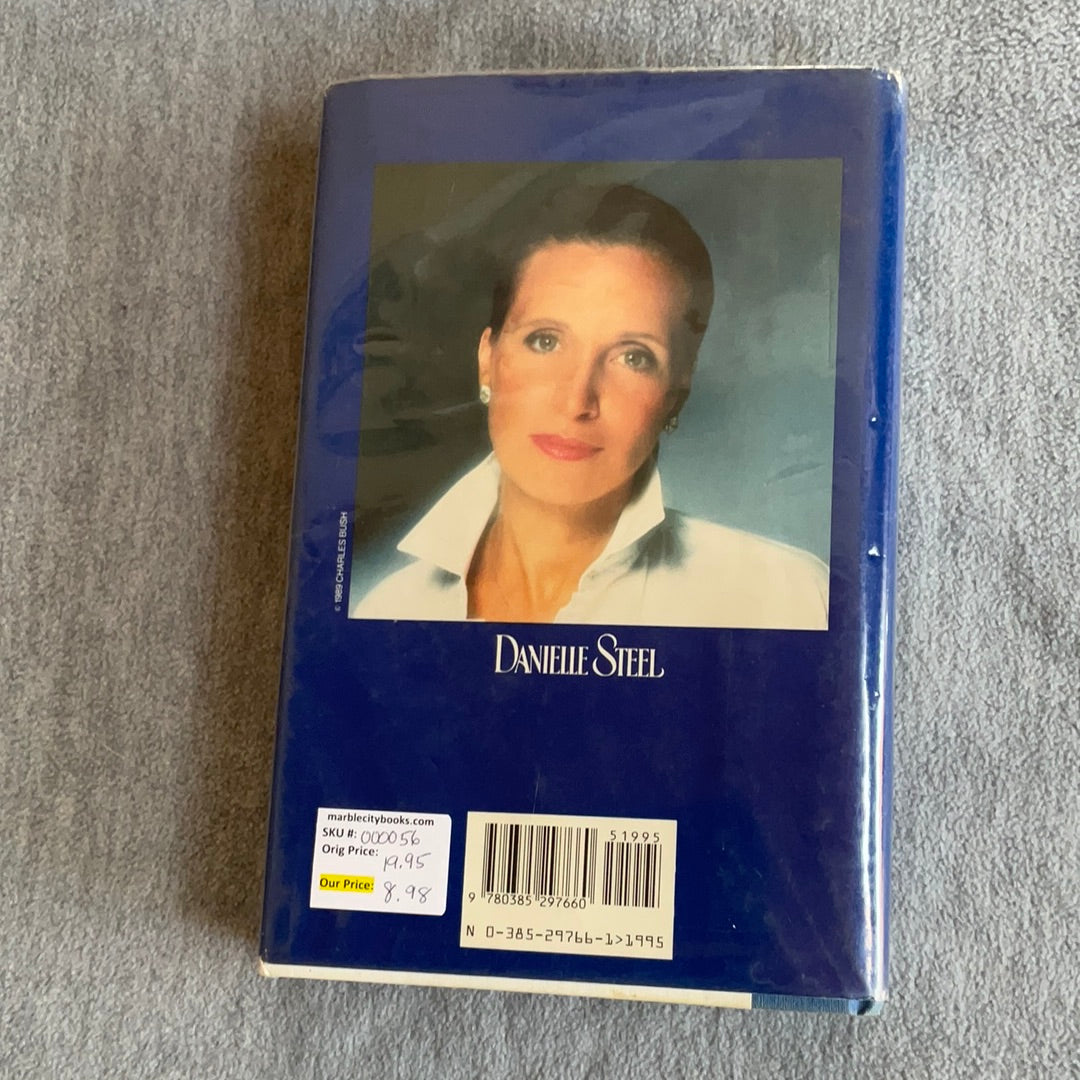 © 1989 CHARLES BUSH
DANIELLE STEEL
marblecitybooks.com
SKU #: 000056
Orig Price: 19.95
Our Price: 8.98
51995
9 780385 297660
N 0-385-29766-1>1995